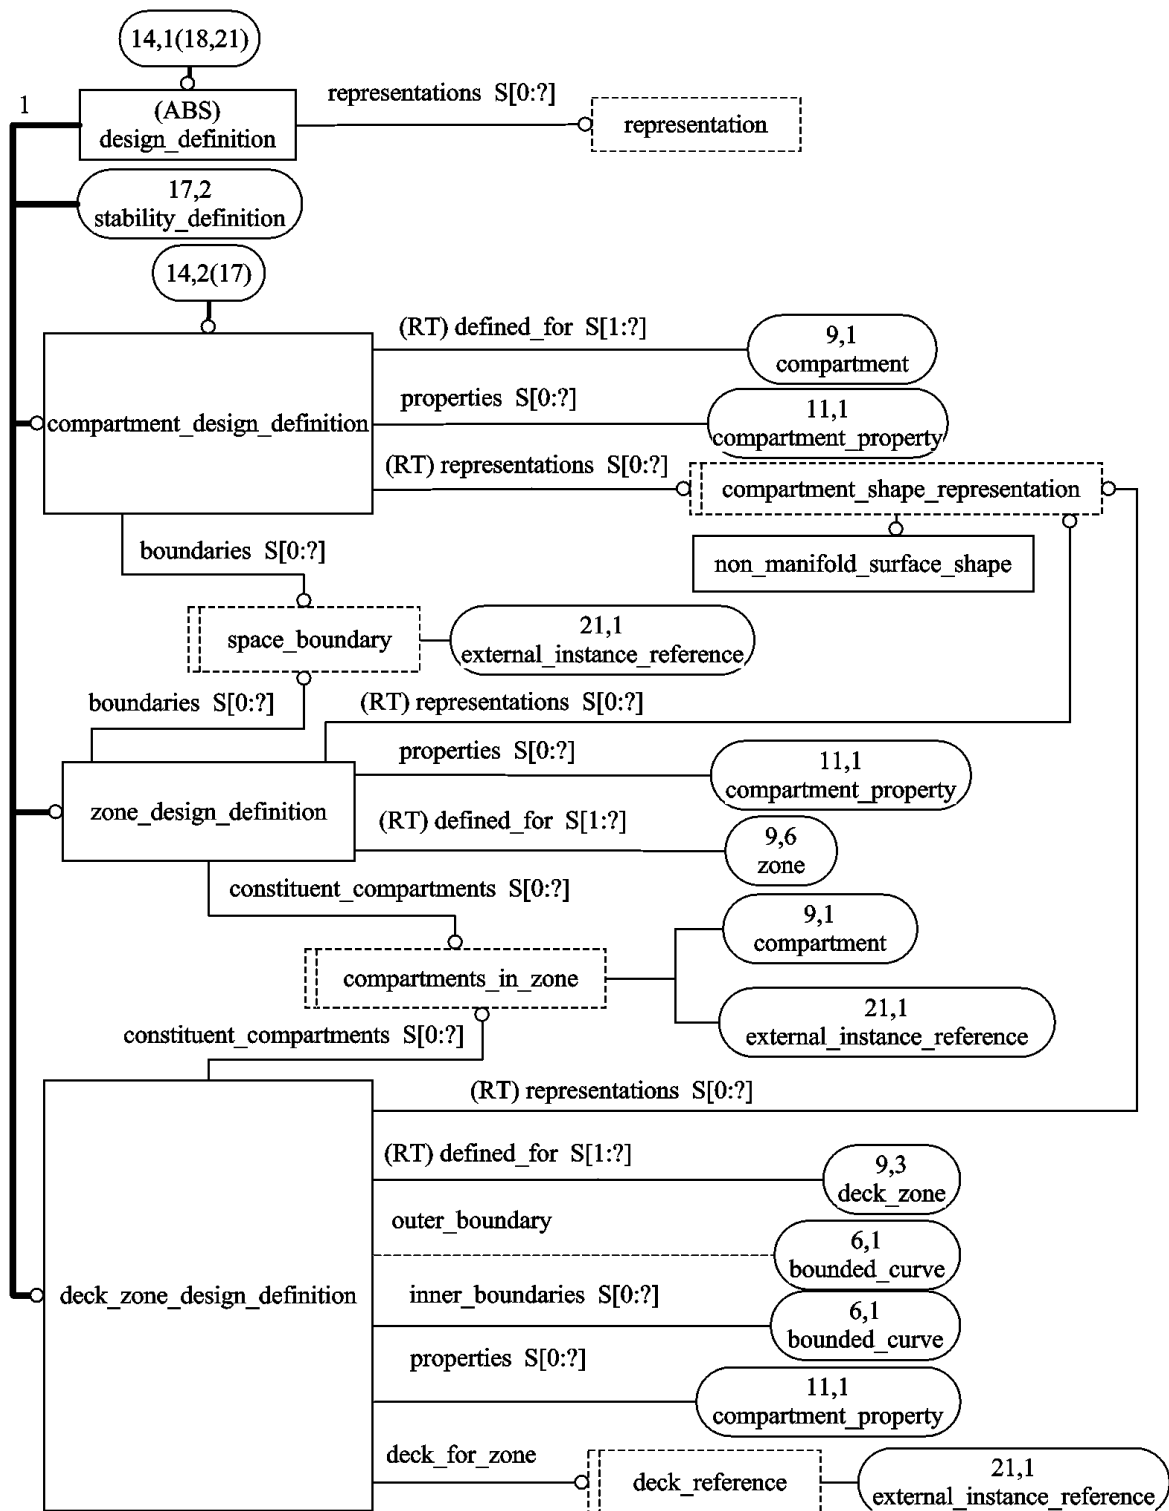 14,1(18,21)
1
(ABS)
design_definition
representations S[0:?]
representation
17,2
stability_definition
14,2(17)
compartment_design_definition
(RT) defined_for S[1:?]
9,1
compartment
properties S[0:?]
11,1
compartment_property
(RT) representations S[0:?]
compartment_shape_representation
non_manifold_surface_shape
boundaries S[0:?]
space_boundary
21,1
external_instance_reference
boundaries S[0:?]
(RT) representations S[0:?]
zone_design_definition
properties S[0:?]
11,1
compartment_property
(RT) defined_for S[1:?]
9,6
zone
constituent_compartments S[0:?]
compartments_in_zone
9,1
compartment
21,1
external_instance_reference
constituent_compartments S[0:?]
deck_zone_design_definition
(RT) representations S[0:?]
(RT) defined_for S[1:?]
9,3
deck_zone
outer_boundary
6,1
bounded_curve
inner_boundaries S[0:?]
6,1
bounded_curve
properties S[0:?]
11,1
compartment_property
deck_for_zone
deck_reference
21,1
external_instance_reference